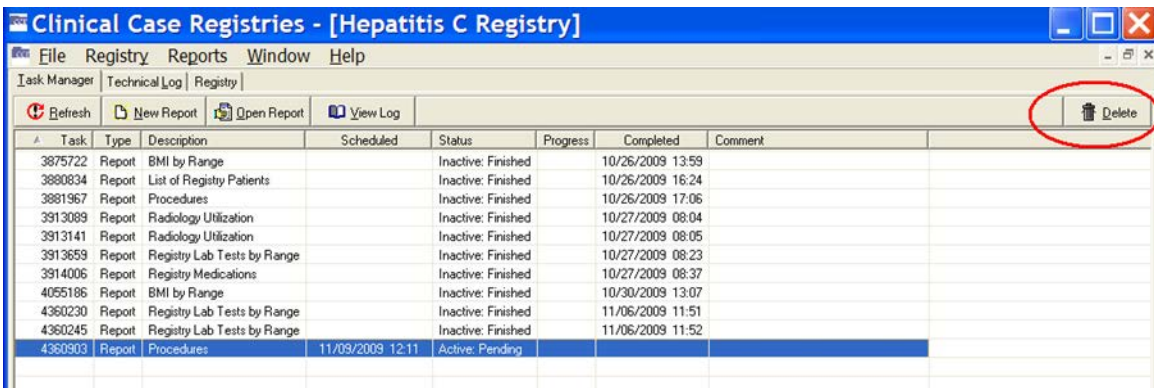 Clinical Case Registries - [Hepatitis C Registry]
File Registry Reports Window Help
Task Manager Technical Log Registry
Refresh New Report Open Report View Log Delete
Task Type Description Scheduled Status Progress Completed Comment
3875722 Report BMI by Range Inactive: Finished 10/26/2009 13:59
3880834 Report List of Registry Patients Inactive: Finished 10/26/2009 16:24
3881967 Report Procedures Inactive: Finished 10/26/2009 17:06
3913089 Report Radiology Utilization Inactive: Finished 10/27/2009 08:04
3913141 Report Radiology Utilization Inactive: Finished 10/27/2009 08:05
3913659 Report Registry Lab Tests by Range Inactive: Finished 10/27/2009 08:23
3914006 Report Registry Medications Inactive: Finished 10/27/2009 08:37
4055186 Report BMI by Range Inactive: Finished 10/30/2009 13:07
4360230 Report Registry Lab Tests by Range Inactive: Finished 11/06/2009 11:51
4360245 Report Registry Lab Tests by Range Inactive: Finished 11/06/2009 11:52
4360903 Report Procedures 11/09/2009 12:11 Active: Pending